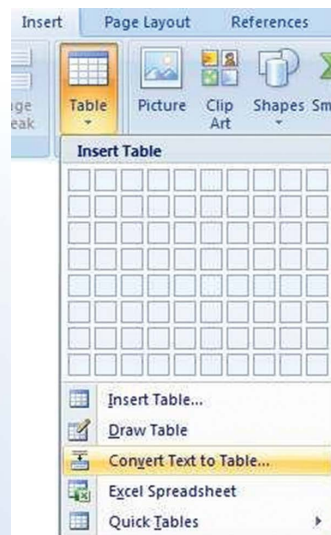 Insert Page Layout References
Table Picture Clip Art Shapes
Insert Table
Insert Table...
Draw Table
Convert Text to Table...
Excel Spreadsheet
Quick Tables